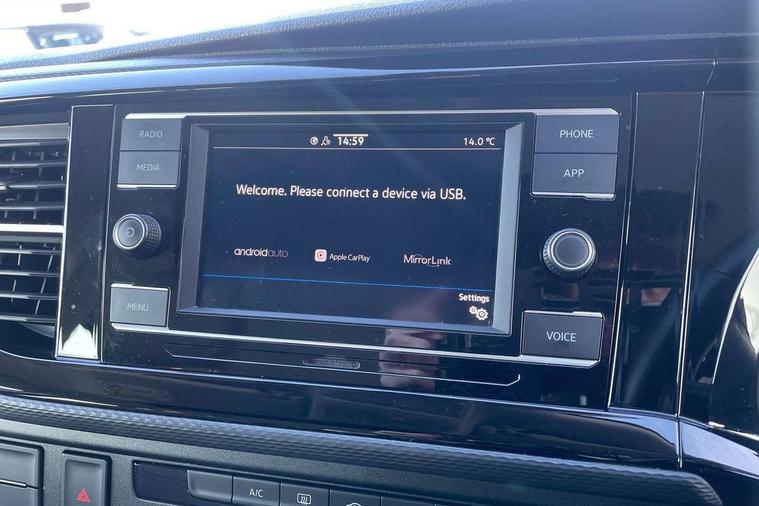 RADIO
MEDIA
MENU
14:59
14.0°C
Welcome. Please connect a device via USB.
androidauto
Apple CarPlay
MirrorLink
Settings
PHONE
APP
VOICE
A/C